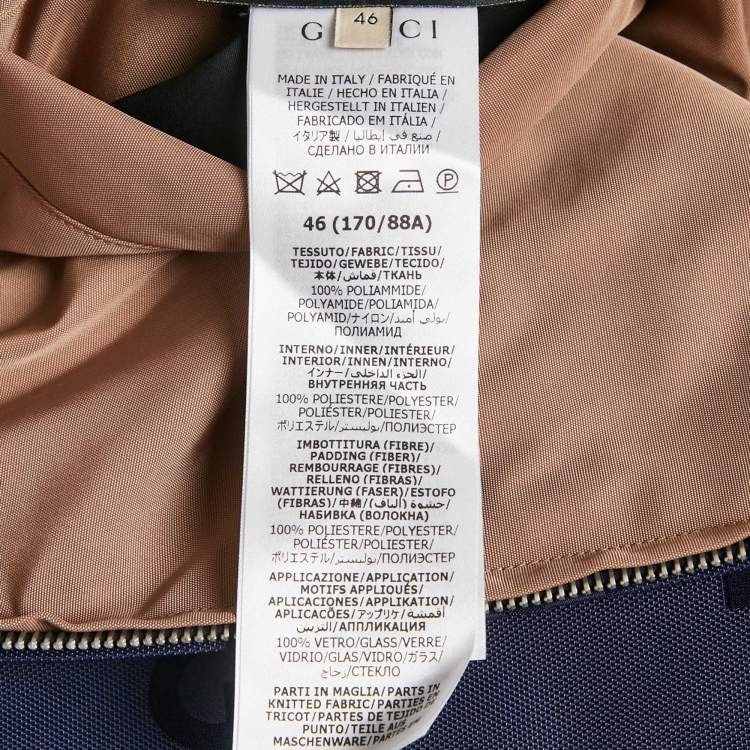 46
G CCI
MADE IN ITALY / FABRIQUÉ EN
ITALIE / HECHO EN ITALIA /
HERGESTELLT IN ITALIEN /
FABRICADO EM ITÁLIA /
イタリア製 / صنع في إيطاليا /
СДЕЛАНО В ИТАЛИИ
P
46 (170/88A)
TESSUTO/FABRIC/TISSU/
TEJIDO/GEWEBE/TECIDO/
本体/قماش/ТКАНЬ
100% POLIAMMIDE/
POLYAMIDE/POLIAMIDA/
POLYAMID/ナイロン/بولي أميد/
ПОЛИАМИД
INTERNO/INNER/INTÉRIEUR/
INTERIOR/INNEN/INTERNO/
インナー/الجزء الداخلي/
ВНУТРЕННЯЯ ЧАСТЬ
100% POLIESTERE/POLYESTER/
POLIÉSTER/POLIÉSTER/
ポリエステル/بوليستر/ПОЛИЭСТЕР
IMBOTTITURA (FIBRE)/
PADDING (FIBER)/
REMBOURRAGE (FIBRES)/
RELLENO (FIBRAS)/
WATTIERUNG (FASER)/ESTOFO
(FIBRAS)/中綿/حشوة (ألياف)/
НАБИВКА (ВОЛОКНА)
100% POLIESTERE/POLYESTER/
POLIÉSTER/POLIÉSTER/
ポリエステル/بوليستر/ПОЛИЭСТЕР
APPLICAZIONE/APPLICATION/
MOTIFS APPLIQUÉS/
APLICACIONES/APPLIKATION/
APLICAÇÕES/アップリケ/أقمشة
التزيين/АППЛИКАЦИЯ
100% VETRO/GLASS/VERRE/
VIDRIO/GLAS/VIDRO/ガラス/
زجاج/СТЕКЛО
PARTI IN MAGLIA/PARTS IN
KNITTED FABRIC/PARTIES EN
TRICOT/PARTES DE TEJIDO DE
PUNTO/TEILE AUS
MASCHENWARE/PARTES EM